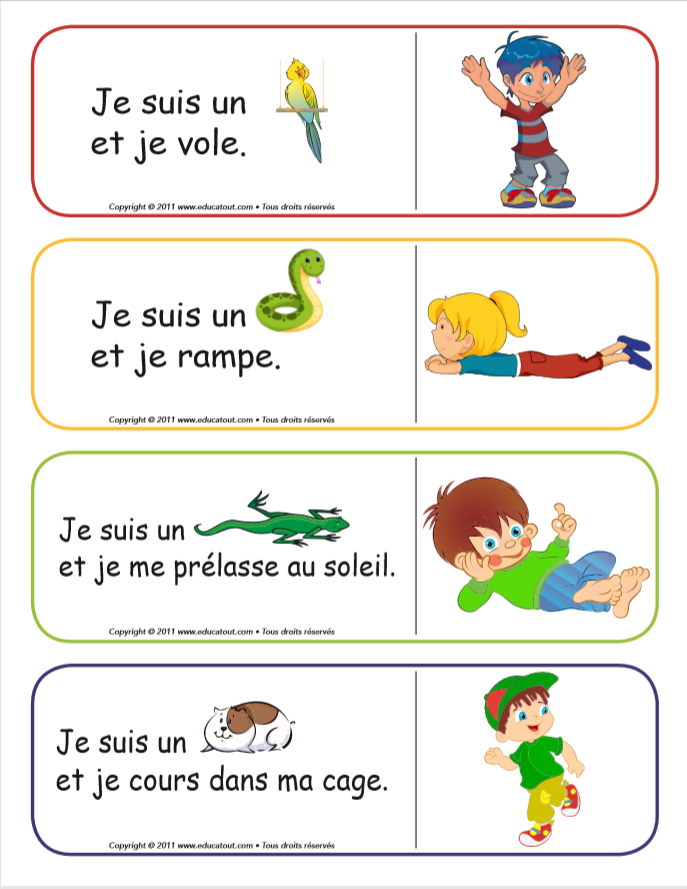 Je suis un
et je vole.
Copyright © 2011 www.educatout.com • Tous droits réservés
Je suis un
et je rampe.
Copyright © 2011 www.educatout.com • Tous droits réservés
Je suis un
et je me prélasse au soleil.
Copyright © 2011 www.educatout.com • Tous droits réservés
Je suis un
et je cours dans ma cage.
Copyright © 2011 www.educatout.com • Tous droits réservés